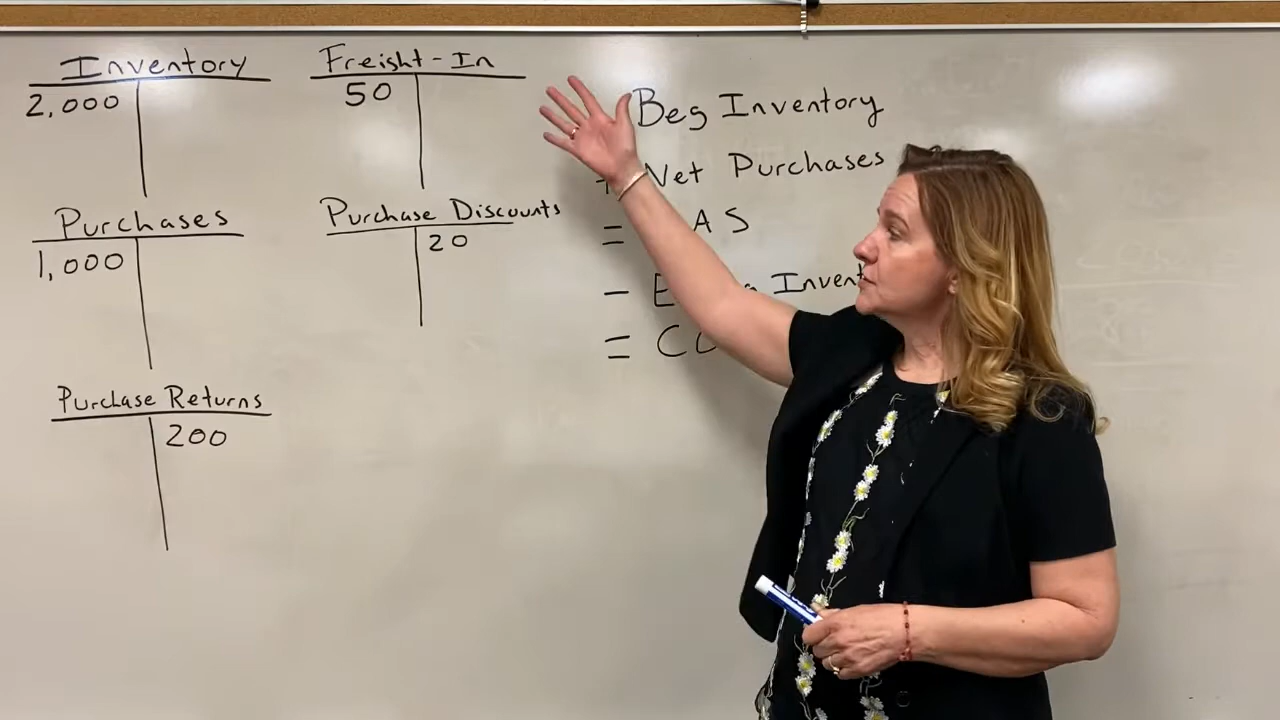 Inventory
2,000
Freight-In
50
Purchases
1,000
Purchase Discounts
20
Purchase Returns
200
Beg Inventory
Net Purchases
= AS
- Invent
=